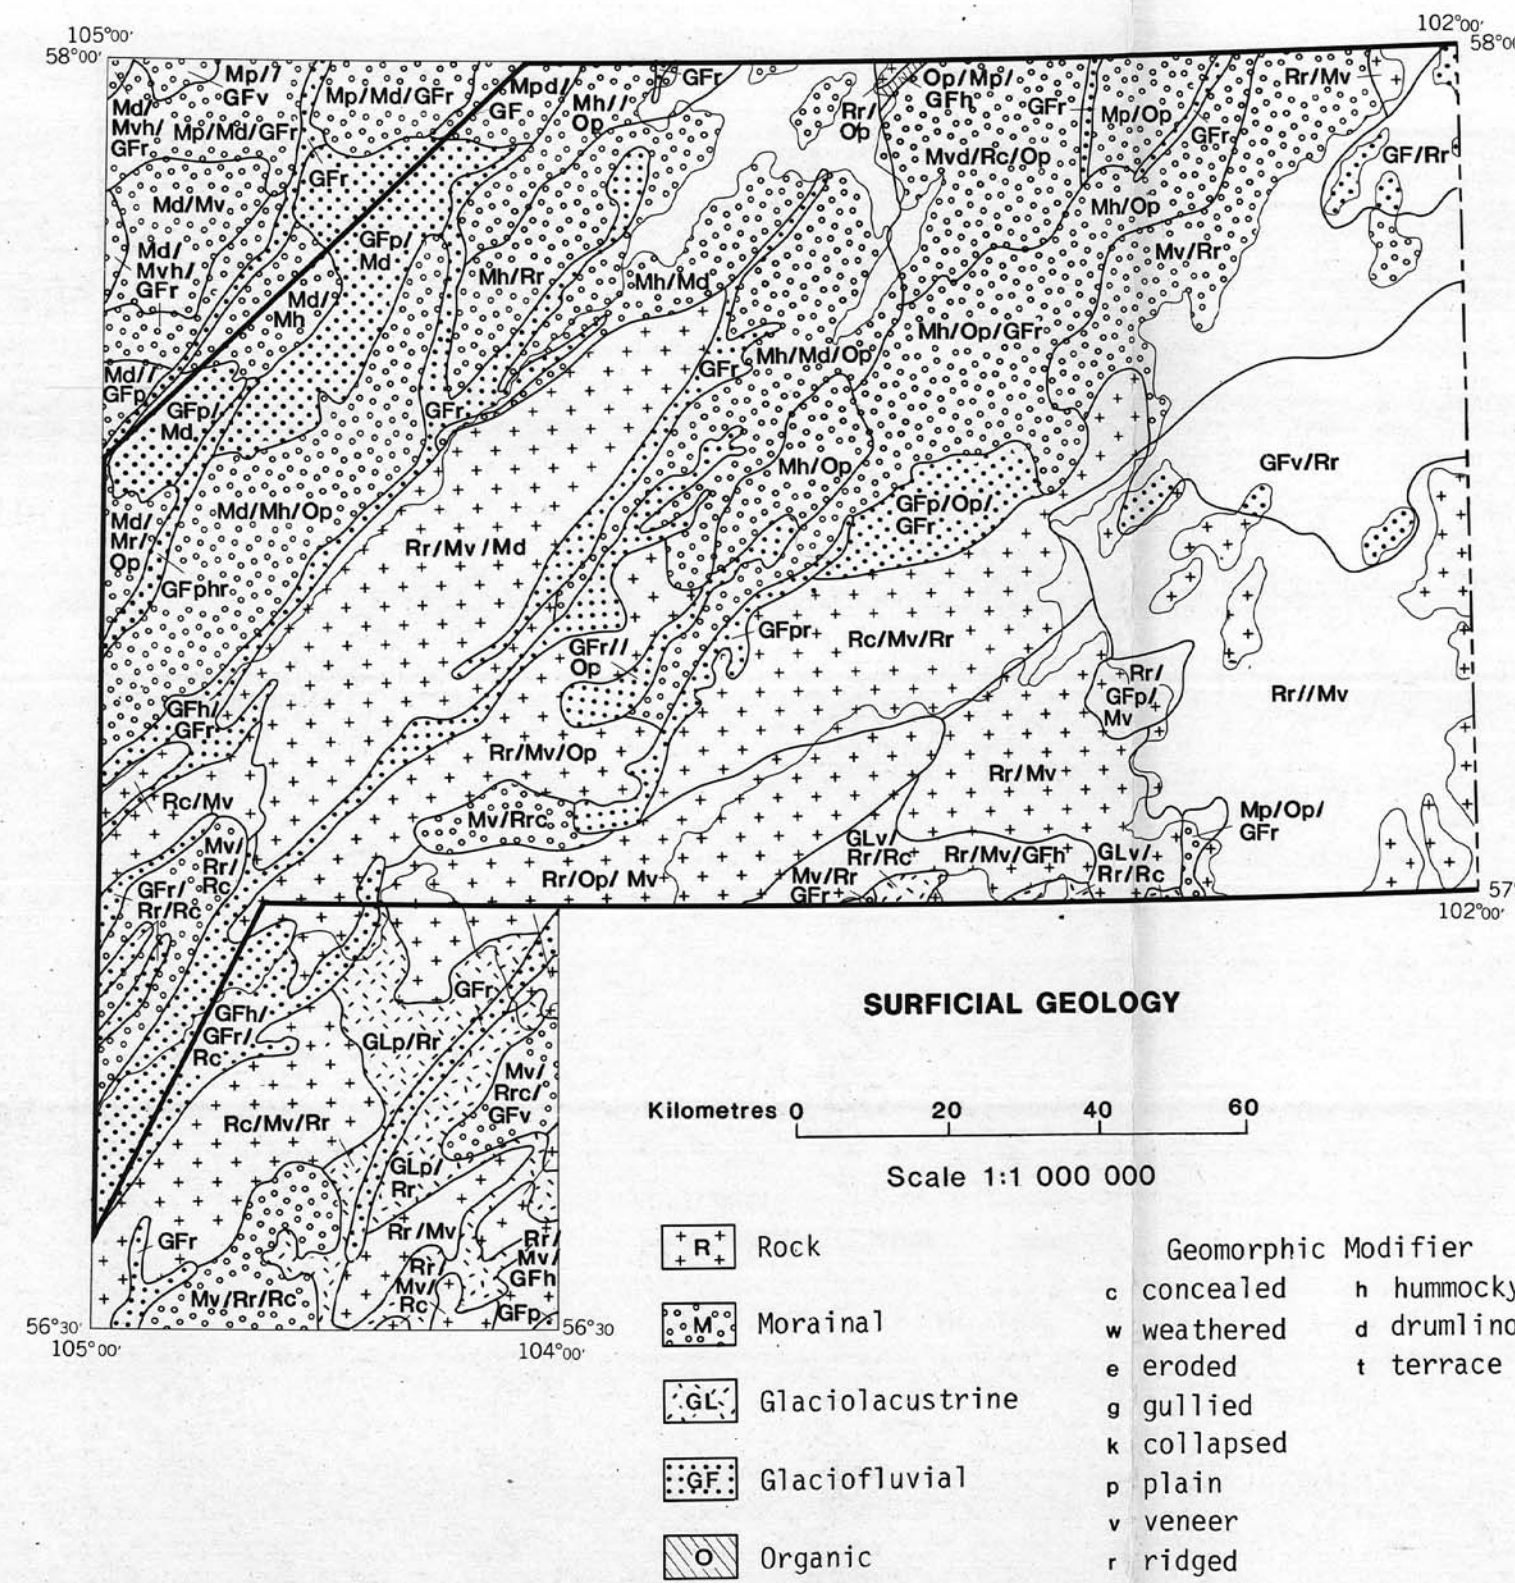 105°00′
102°00′
58°00′
58°00
Mp/7
GFv
Mp/Md/GFr
Mpd/
GF
Mh//
Op
GFr
Op/Mp/
GFh
GFr
Mp/Op
GFr
Rr/Mv
Md/
Mvh/
GFr
Mp/Md/GFr
Rr/
Op
Mvd/Rc/Op
GF/Rr
GFr
Md/Mv
Mh/Op
Mv/Rr
Md/
Mvh/
GFr
GFp/
Md
Mh/Rr
Mh/Md
Md/
Mh
Mh/Op/GFr
Mh/Md/Op
GFr
Md//
GFp
GFp/
Md
GFr
Mh/Op
GFv/Rr
GFp/Op/
GFr
Md/
Mr/
Op
Md/Mh/Op
Rr/Mv/Md
GFphr
GFr//
Op
GFpr
Rc/Mv/Rr
Rr/
GFp/
Mv
Rr//Mv
GFh/
GFr
Rr/Mv/Op
Rr/Mv
Rc/Mv
Mv/Rrc
Mp/Op/
GFr
Mv/
Rr/
Rc
GLv/
Rr/Rc
Rr/Mv/GFh
GLv/
Rr/Rc
GFr/
Rr/Rc
Rr/Op/ Mv
Mv/Rr
GFr
57°
102°00′
GFr
GFh/
GFr/
Rc
GLp/Rr
Mv/
Rrc/
GFv
Rc/Mv/Rr
GLp/
Rr
Rr/Mv
GFr
Rr/
Mv/
Rc
Rr/
Mv/
GFh
Mv/Rr/Rc
GFp
56°30′
56°30
105°00′
104°00′
SURFICIAL GEOLOGY
Kilometres 0 20 40 60
Scale 1:1 000 000
R Rock
M Morainal
GL Glaciolacustrine
GF Glaciofluvial
O Organic
Geomorphic Modifier
c concealed
w weathered
e eroded
g gullied
k collapsed
p plain
v veneer
r ridged
h hummocky
d drumlino
t terrace